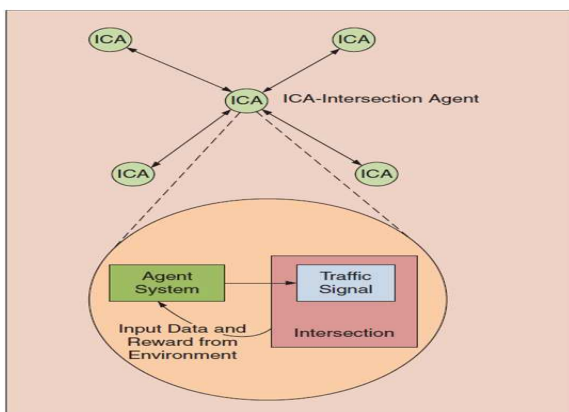 ICA
ICA
ICA
ICA-Intersection Agent
ICA
ICA
Agent
System
Traffic
Signal
Input Data and
Reward from
Environment
Intersection